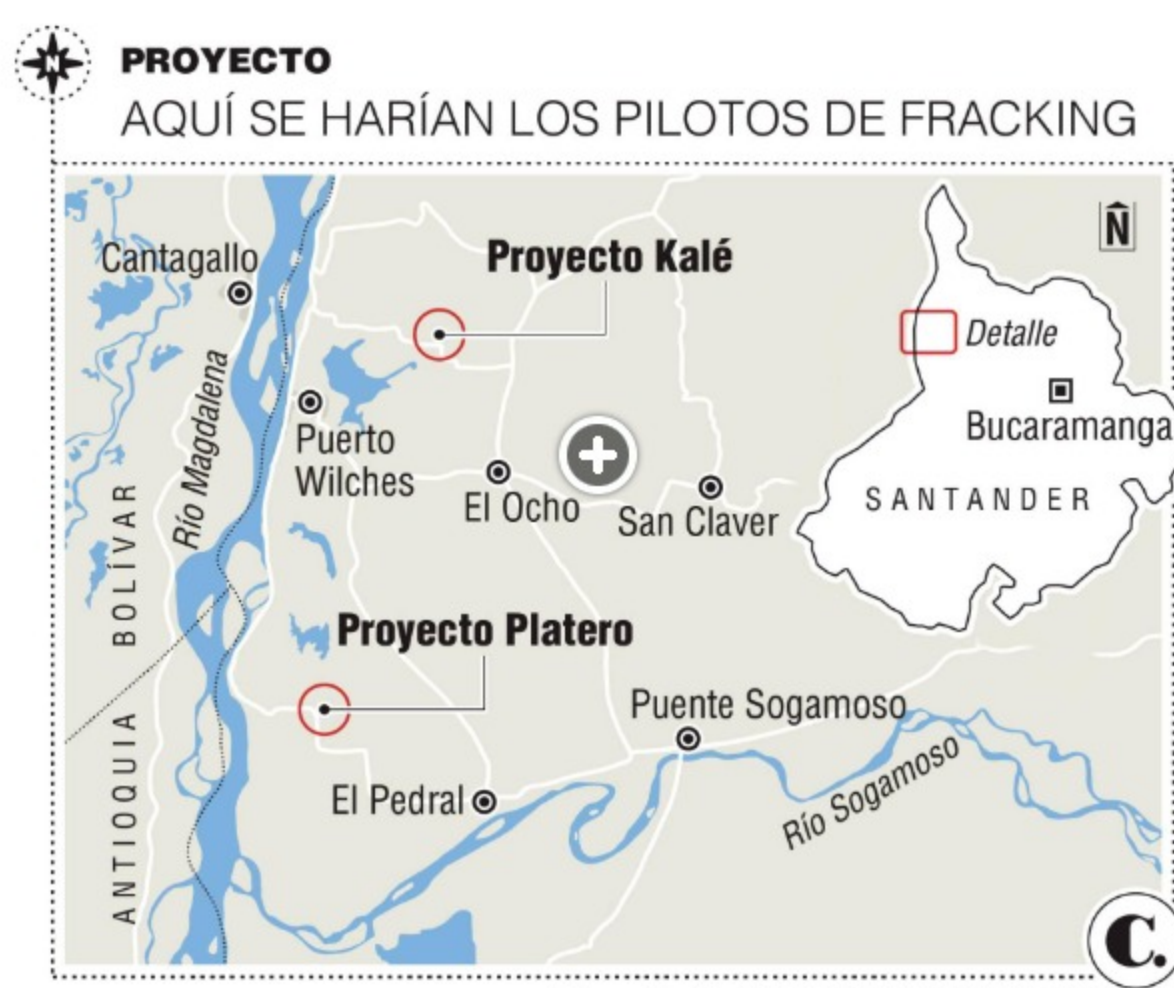 N
PROYECTO
AQUÍ SE HARÍAN LOS PILOTOS DE FRACKING
N
Cantagallo
Proyecto Kalé
Detalle
Río Magdalena
Bucaramanga
Puerto
Wilches
El Ocho
San Claver
SANTANDER
BOLÍVAR
Proyecto Platero
Puente Sogamoso
El Pedral
Río Sogamoso
ANTIOQUIA
C.